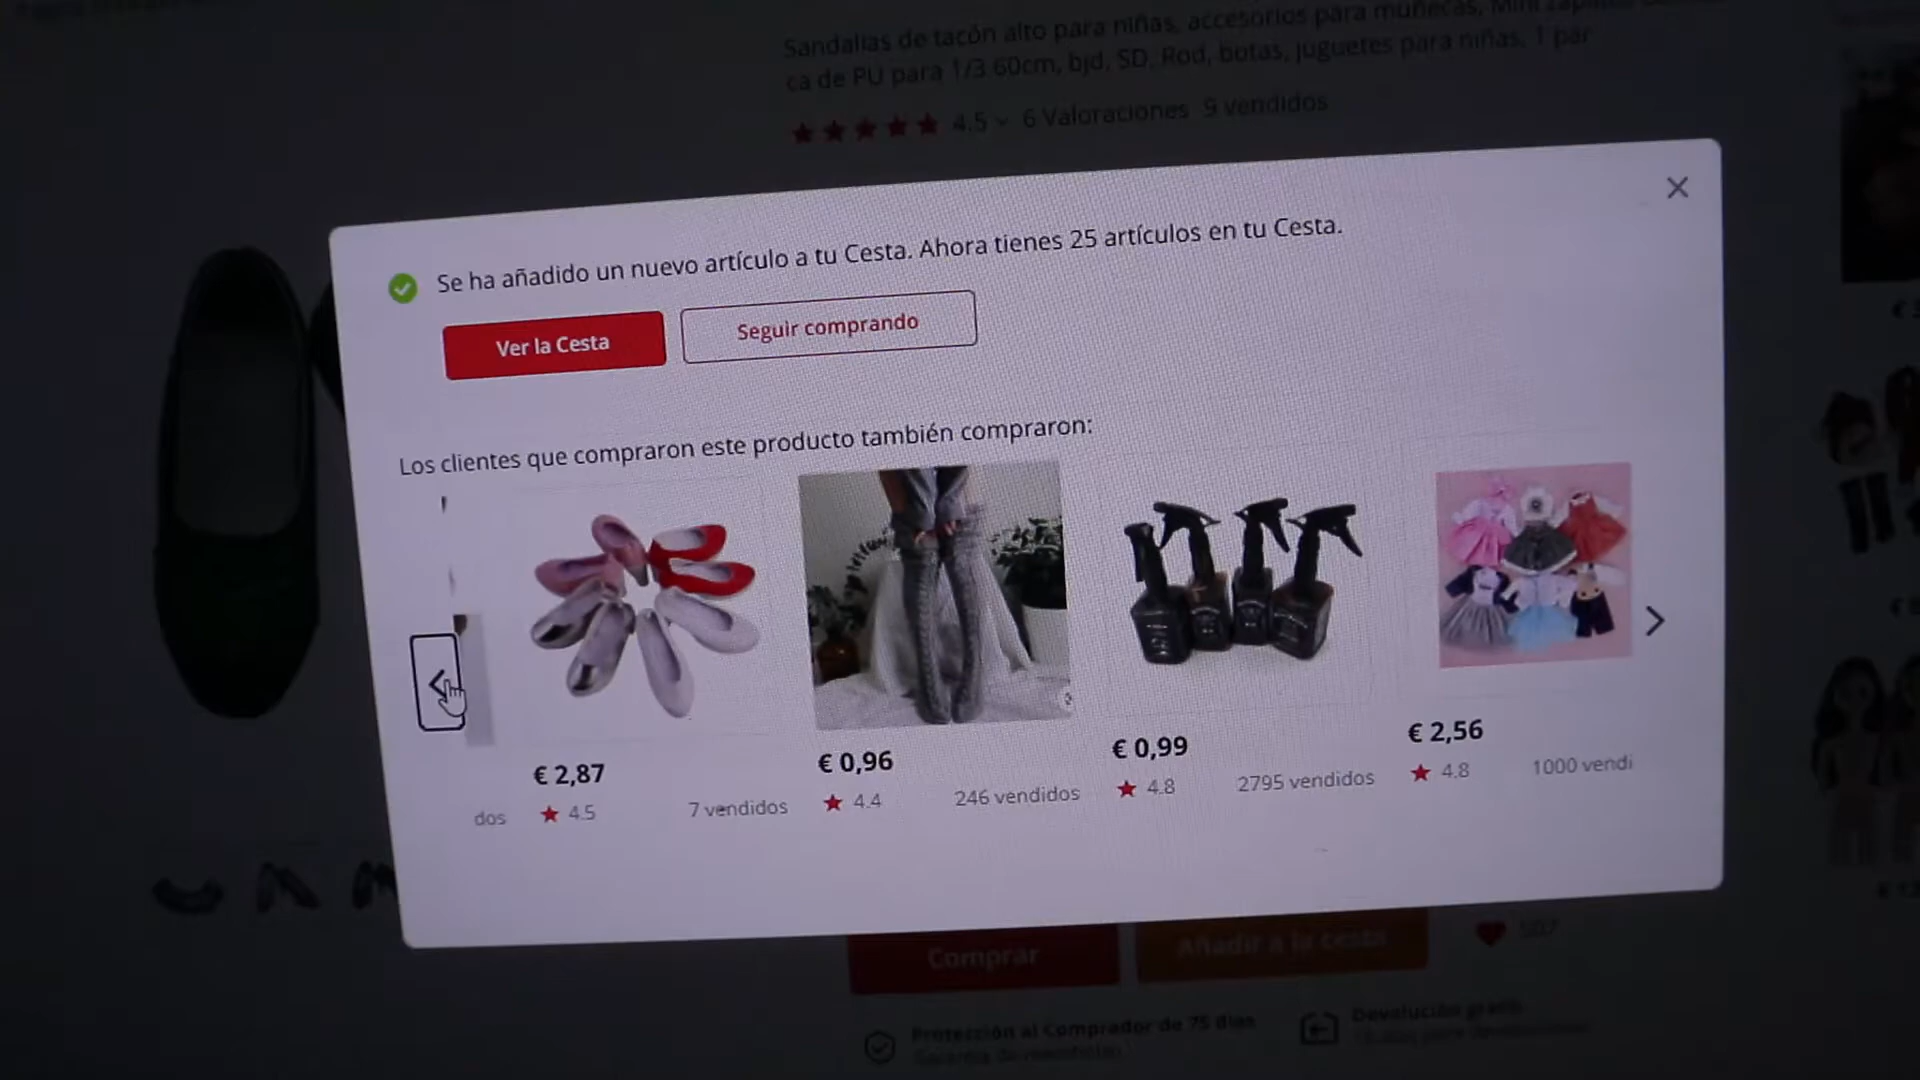 Sandalias de tacón alto para niñas, accesorios para muñecas, Mini
ca de PU para 1/3 60cm, bjd, SD, Rod, botas, juguetes para niñas, 1 par
4.5 6 Valoraciones 9 vendidos
Se ha añadido un nuevo artículo a tu Cesta. Ahora tienes 25 artículos en tu Cesta.
Ver la Cesta
Seguir comprando
Los clientes que compraron este producto también compraron:
€ 2,87
€ 0,96
€ 0,99
€ 2,56
dos
4.5
7 vendidos
4.4
246 vendidos
4.8
2795 vendidos
4.8
1000 vendi
Comprar
Añadir a la cesta
Protección al Comprador de 75 días
Devolución gratis